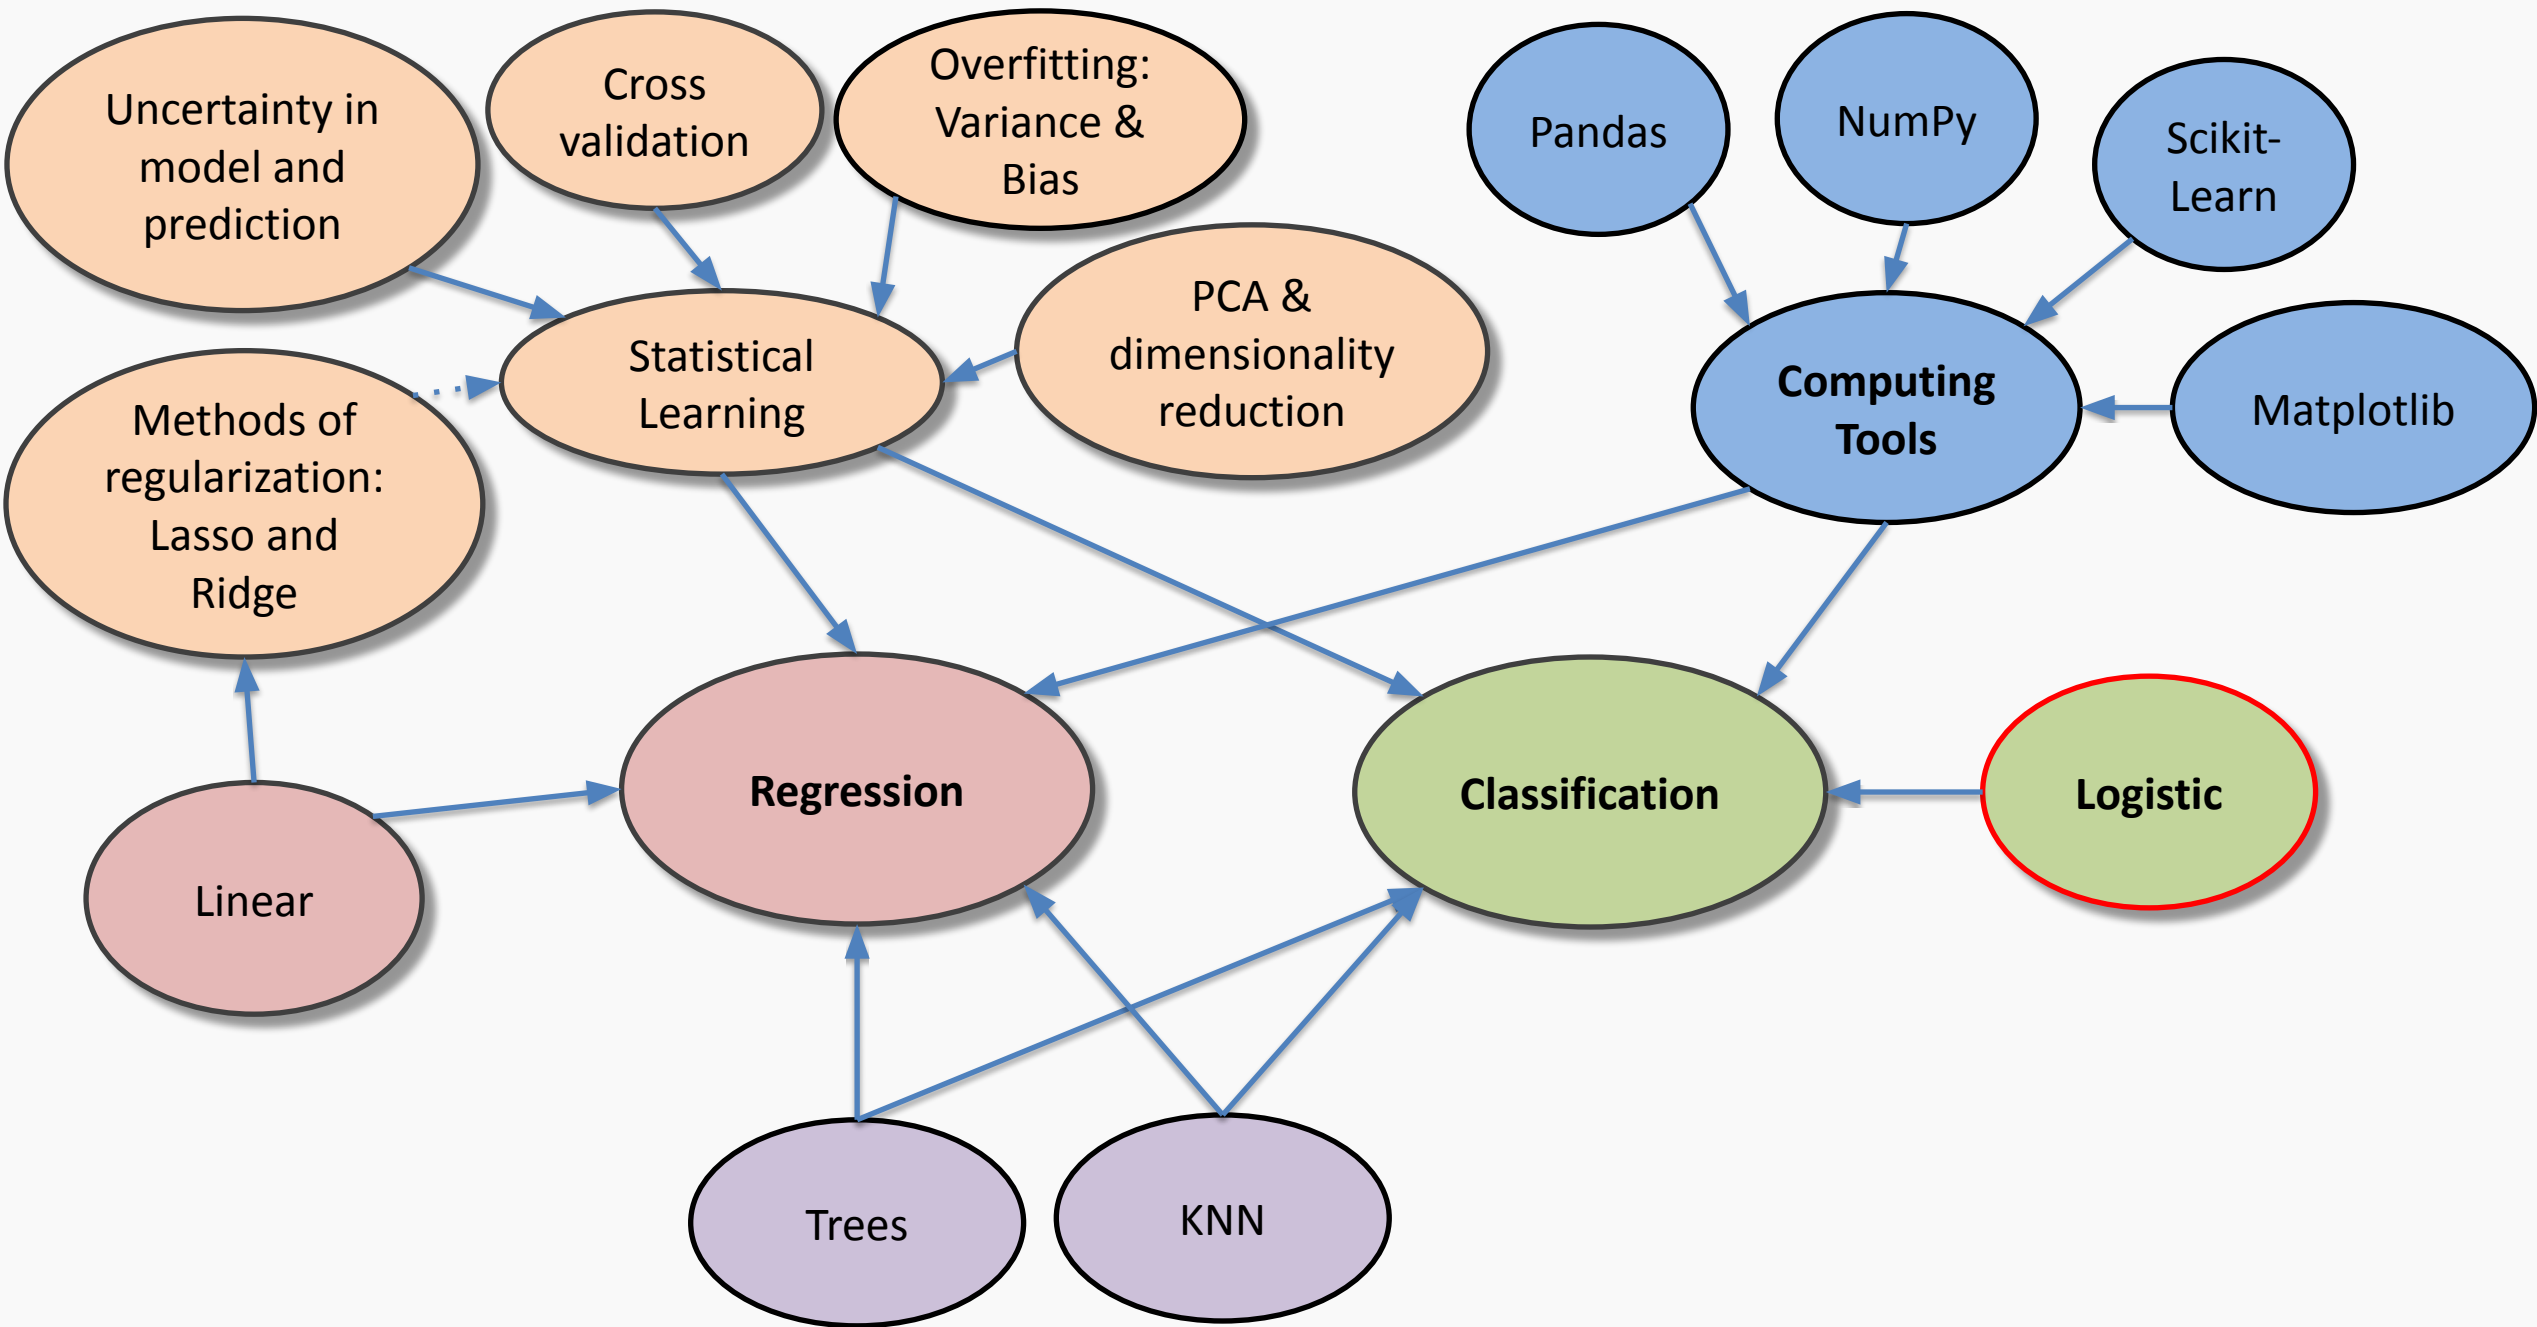 Uncertainty in
model and
prediction
Cross
validation
Overfitting:
Variance &
Bias
Pandas
NumPy
Scikit-
Learn
PCA &
dimensionality
reduction
Statistical
Learning
Computing
Tools
Matplotlib
Methods of
regularization:
Lasso and
Ridge
Regression
Classification
Logistic
Linear
Trees
KNN